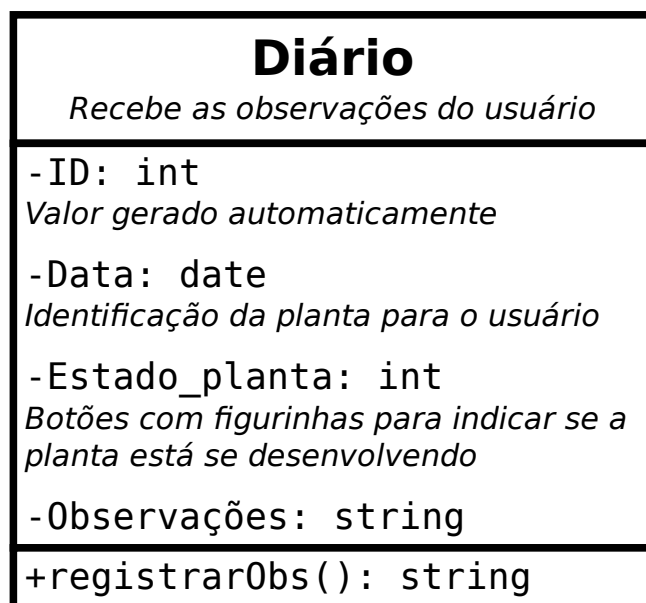 Diário
Recebe as observações do usuário
-ID: int
Valor gerado automaticamente
-Data: date
Identificação da planta para o usuário
-Estado_planta: int
Botões com figurinhas para indicar se a
planta está se desenvolvendo
-Observações: string
+registrarObs(): string